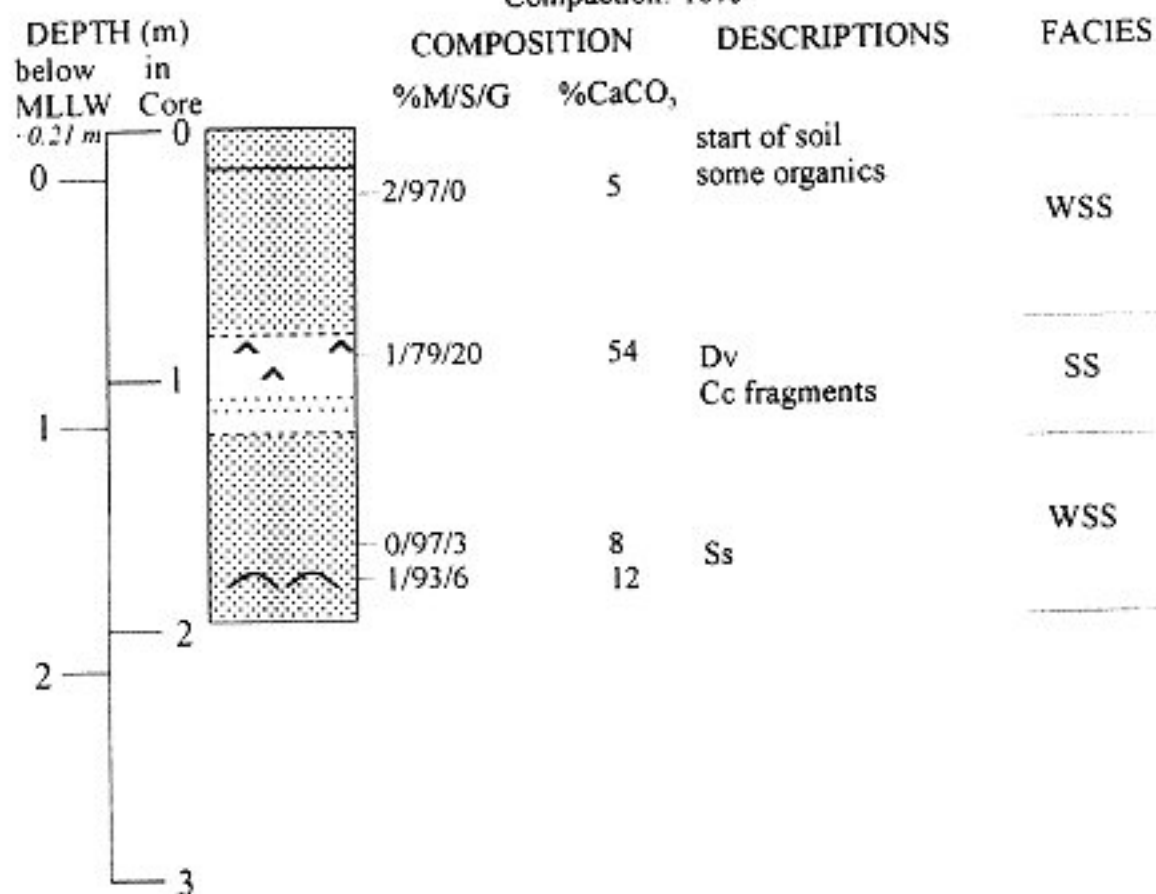 DEPTH (m)
below in
MLLW Core
-0.21 m
0
0
1
1
2
2
3
COMPOSITION
%M/S/G %CaCO₃
2/97/0 5
1/79/20 54
0/97/3 8
1/93/6 12
DESCRIPTIONS
start of soil
some organics
Dv
Cc fragments
Ss
FACIES
WSS
SS
WSS